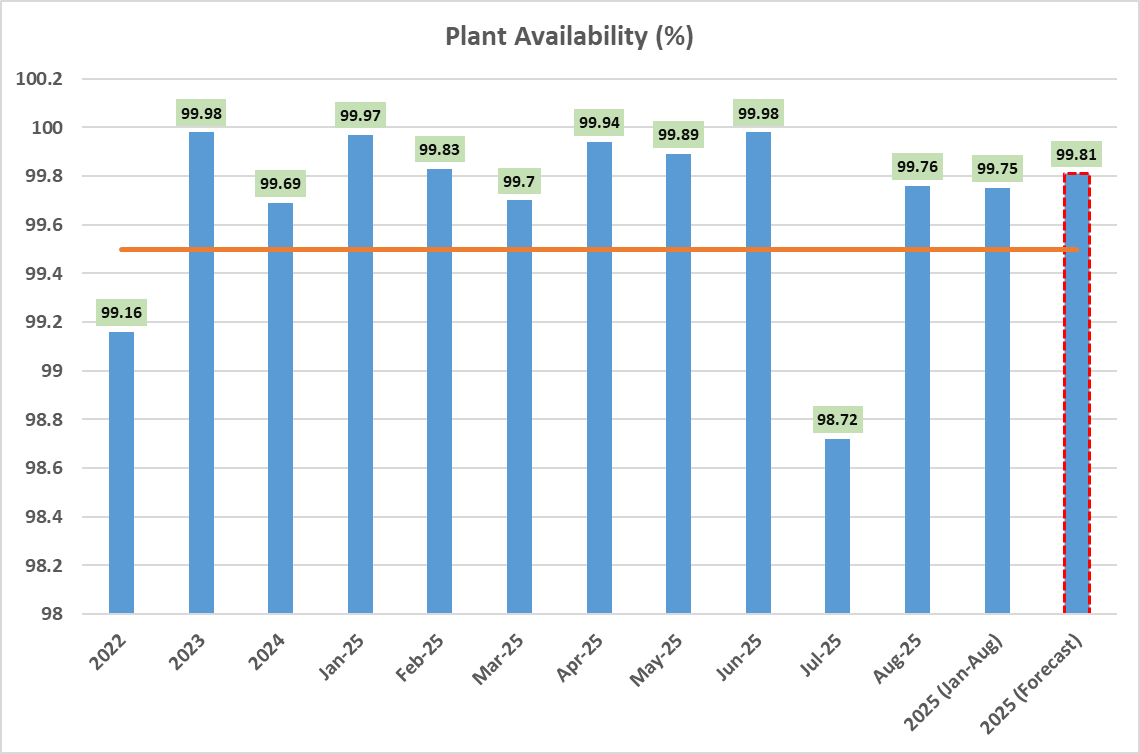 Plant Availability (%)
100.2
100
99.8
99.6
99.4
99.2
99
98.8
98.6
98.4
98.2
98
99.16
99.98
99.69
99.97
99.83
99.7
99.94
99.89
99.98
98.72
99.76
99.75
99.81
2022
2023
2024
Jan-25
Feb-25
Mar-25
Apr-25
May-25
Jun-25
Jul-25
Aug-25
2025 (Jan-Aug)
2025 (Forecast)